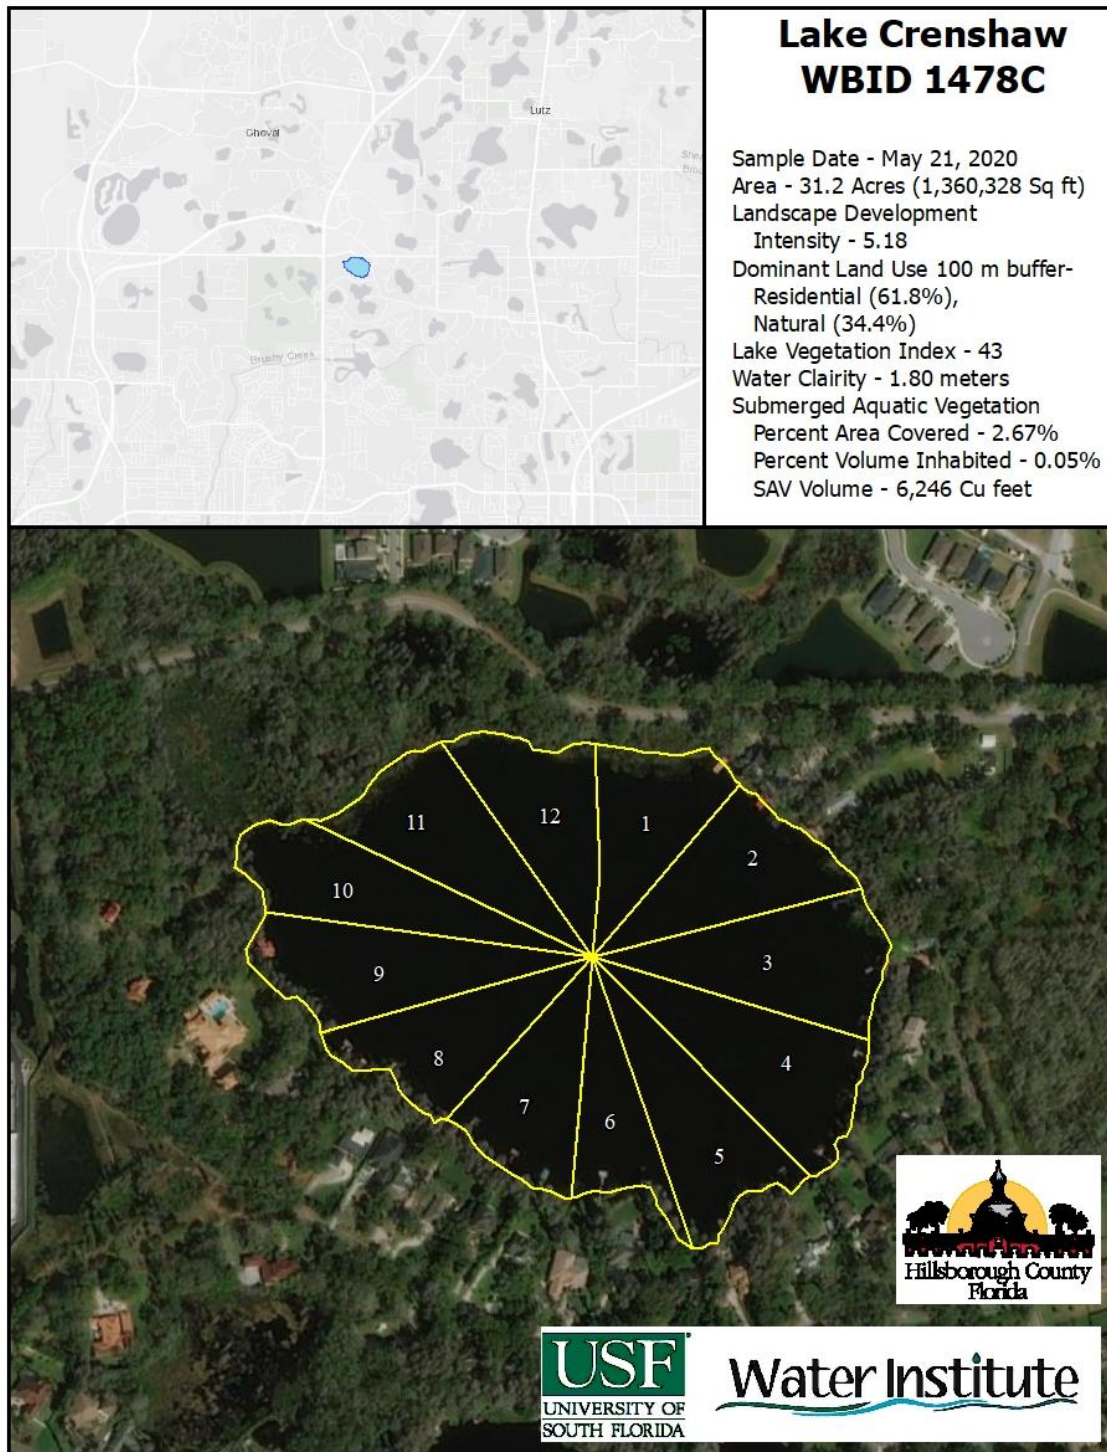 Lake Crenshaw
WBID 1478C
Sample Date - May 21, 2020
Area - 31.2 Acres (1,360,328 Sq ft)
Landscape Development
Intensity - 5.18
Dominant Land Use 100 m buffer-
Residential (61.8%),
Natural (34.4%)
Lake Vegetation Index - 43
Water Clairity - 1.80 meters
Submerged Aquatic Vegetation
Percent Area Covered - 2.67%
Percent Volume Inhabited - 0.05%
SAV Volume - 6,246 Cu feet
Lutz
Cheval
Brushy Creek
11
12
1
2
10
3
9
8
4
7
6
5
Hillsborough County
Florida
USF
UNIVERSITY OF
SOUTH FLORIDA
Water Institute